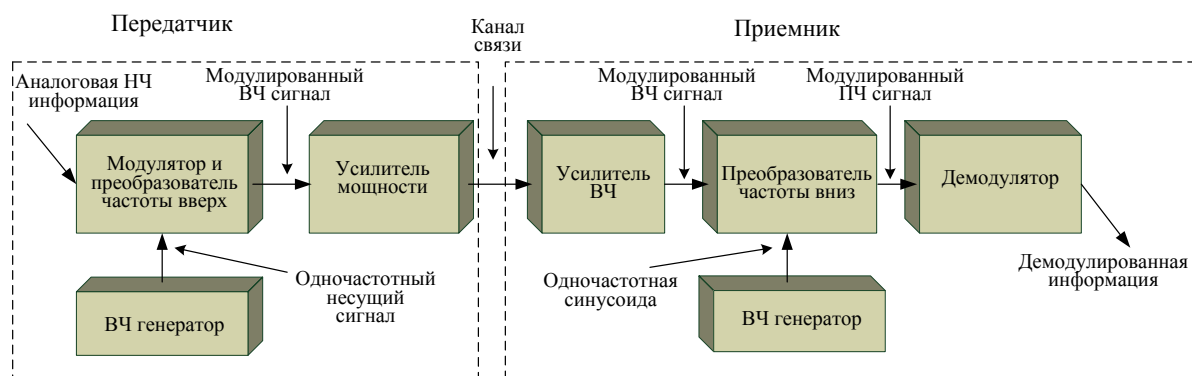 Передатчик
Канал
связи
Приемник
Аналоговая НЧ
информация
Модулированный
ВЧ сигнал
Модулированный
ВЧ сигнал
Модулированный
ПЧ сигнал
Модулятор и
преобразователь
частоты вверх
Усилитель
мощности
Усилитель
ВЧ
Преобразователь
частоты вниз
Демодулятор
Одночастотный
несущий
сигнал
Одночастотная
синусоида
Демодулированная
информация
ВЧ генератор
ВЧ генератор